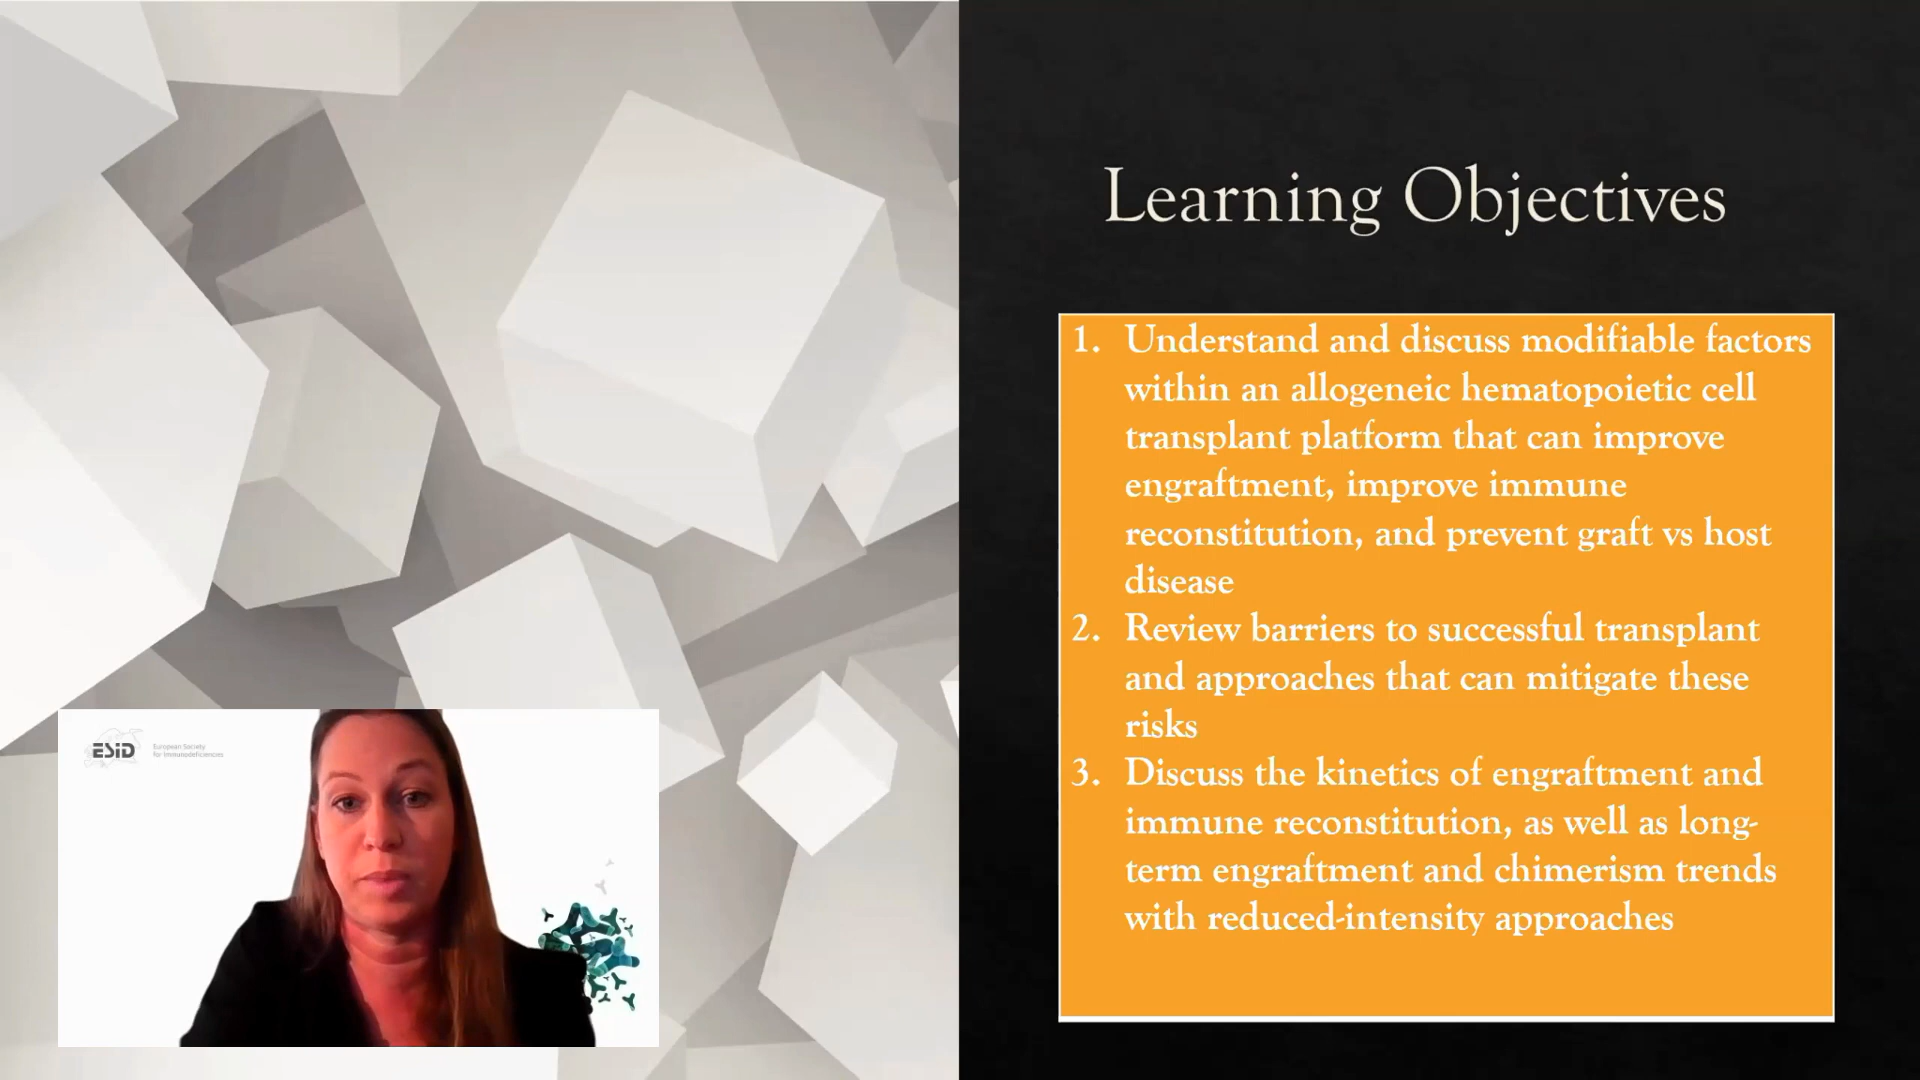 Learning Objectives
1. Understand and discuss modifiable factors
within an allogeneic hematopoietic cell
transplant platform that can improve
engraftment, improve immune
reconstitution, and prevent graft vs host
disease
2. Review barriers to successful transplant
and approaches that can mitigate these
risks
3. Discuss the kinetics of engraftment and
immune reconstitution, as well as long-
term engraftment and chimerism trends
with reduced-intensity approaches
ESID
European Society
for Immunodeficiencies